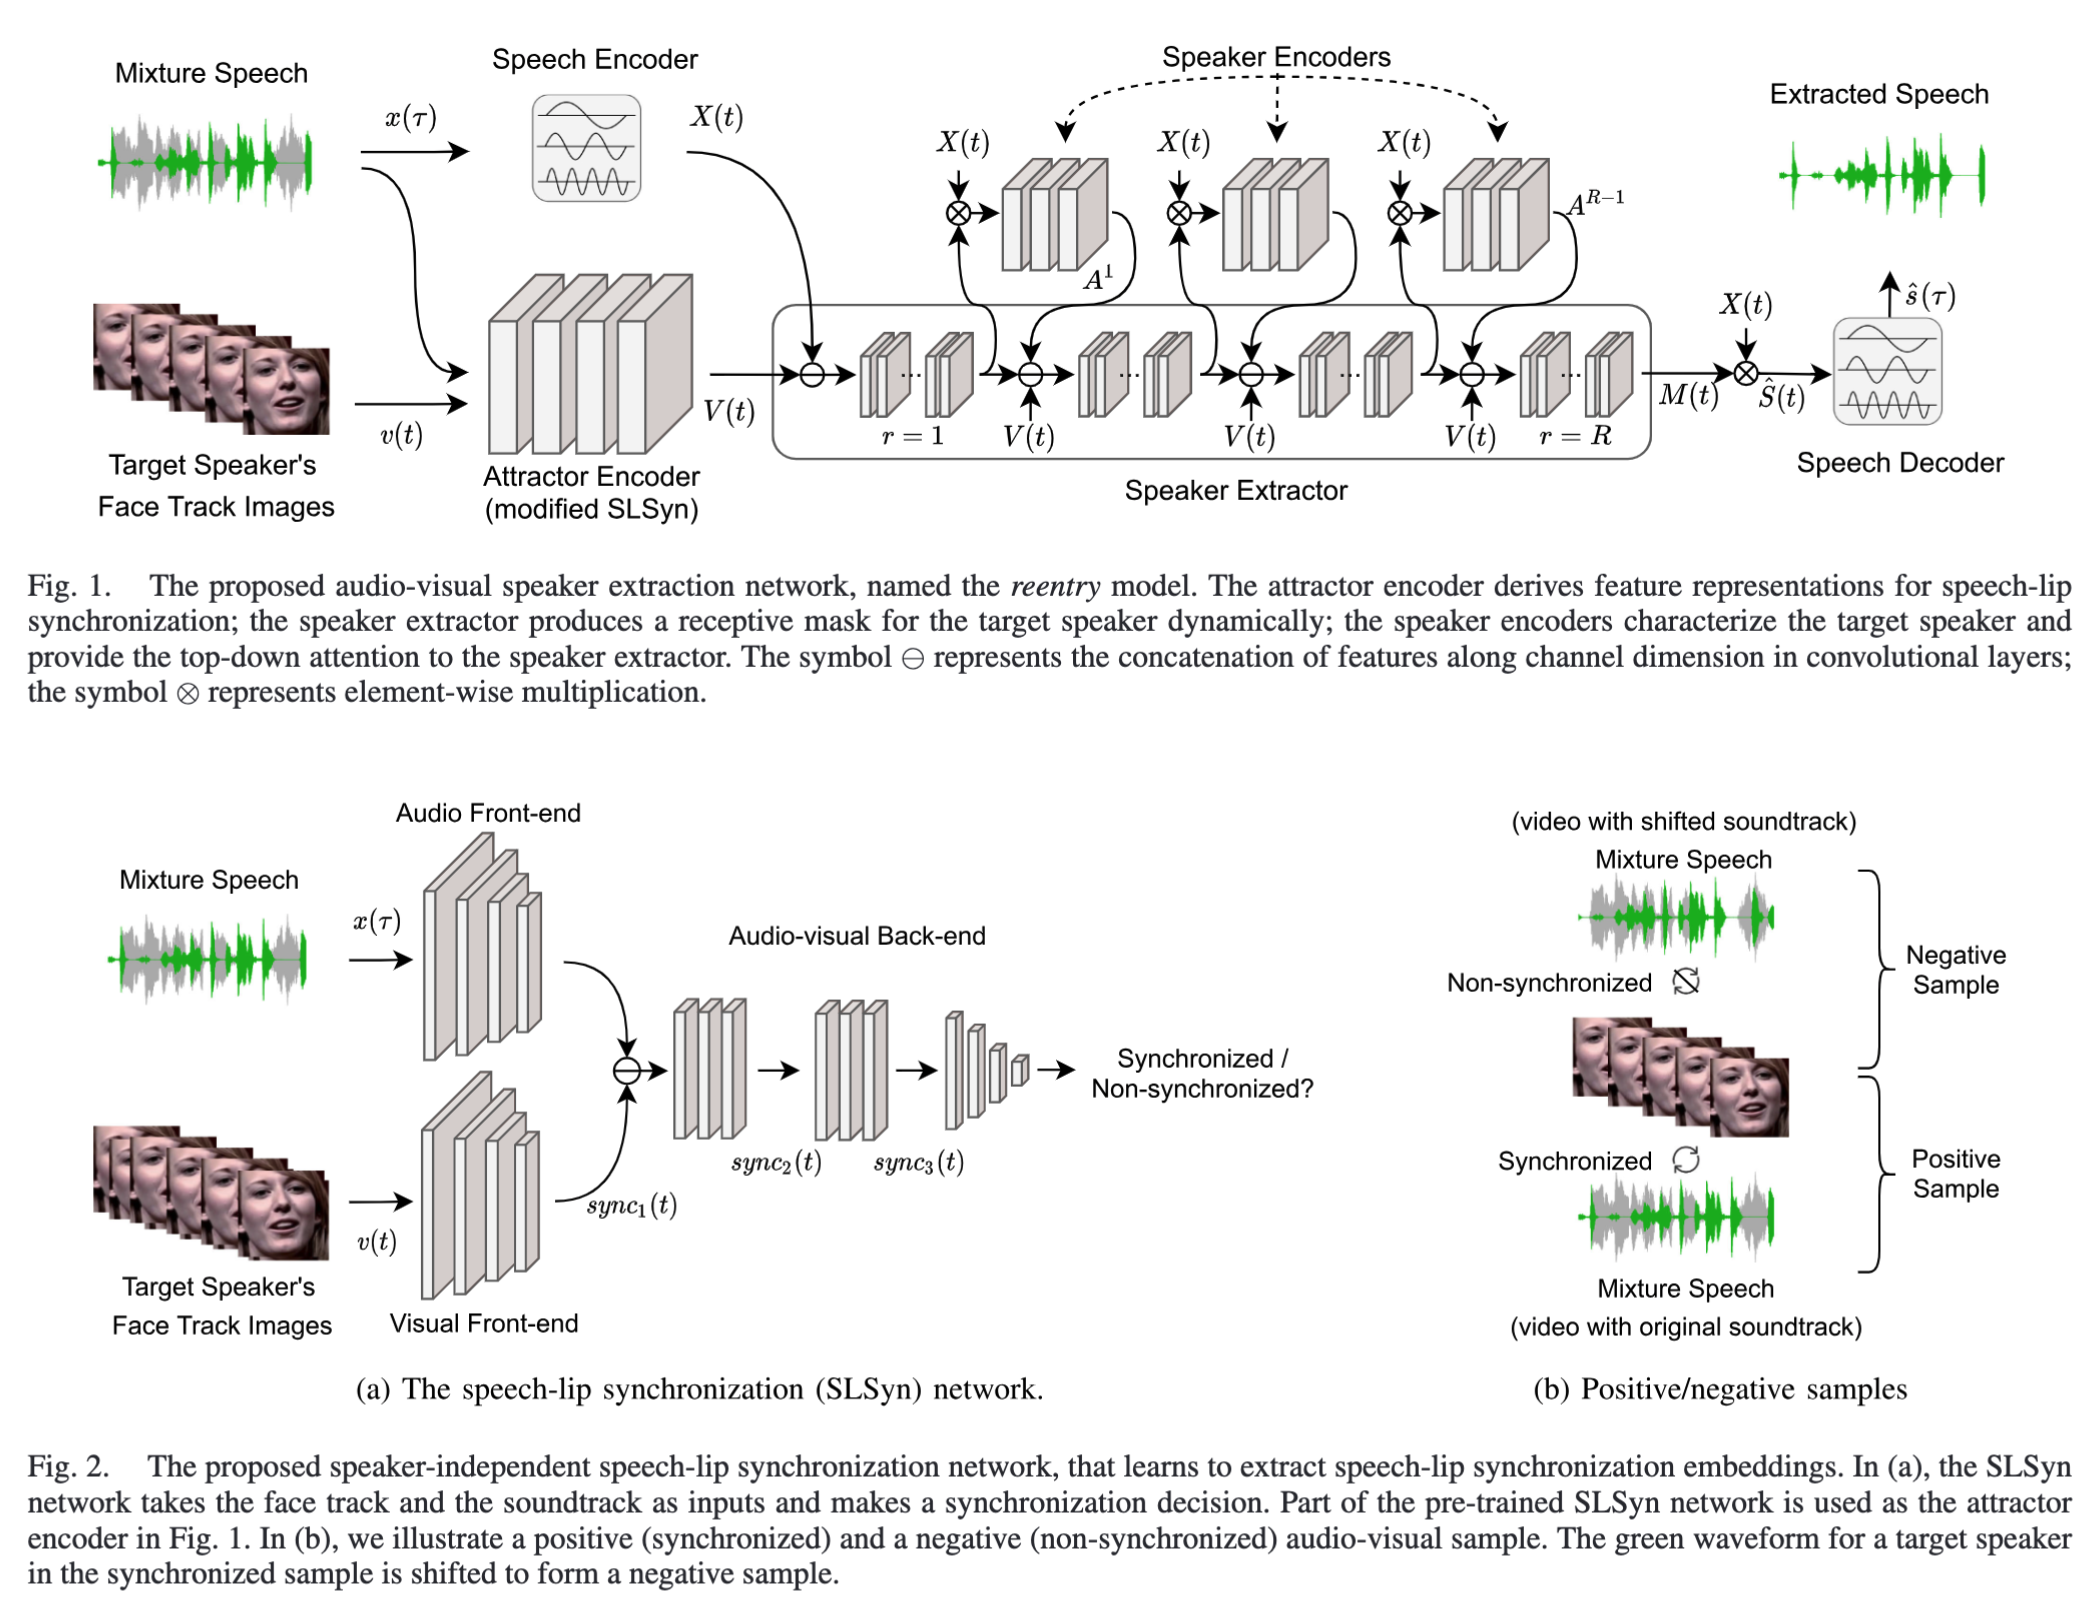 Mixture Speech
Speech Encoder
Speaker Encoders
Extracted Speech
x(τ)
X(t)
X(t)
X(t)
X(t)
A^{R-1}
A^1
ŝ(τ)
X(t)
v(t)
V(t)
r = 1
V(t)
V(t)
V(t)
r = R
M(t)
Ŝ(t)
Target Speaker's
Face Track Images
Attractor Encoder
(modified SLSyn)
Speaker Extractor
Speech Decoder
Fig. 1. The proposed audio-visual speaker extraction network, named the reentry model. The attractor encoder derives feature representations for speech-lip
synchronization; the speaker extractor produces a receptive mask for the target speaker dynamically; the speaker encoders characterize the target speaker and
provide the top-down attention to the speaker extractor. The symbol ⊖ represents the concatenation of features along channel dimension in convolutional layers;
the symbol ⊗ represents element-wise multiplication.
Audio Front-end
Mixture Speech
x(τ)
Audio-visual Back-end
Synchronized /
Non-synchronized?
sync₂(t)
sync₃(t)
sync₁(t)
v(t)
Target Speaker's
Face Track Images
Visual Front-end
(a) The speech-lip synchronization (SLSyn) network.
(video with shifted soundtrack)
Mixture Speech
Non-synchronized
Negative
Sample
Synchronized
Positive
Sample
Mixture Speech
(video with original soundtrack)
(b) Positive/negative samples
Fig. 2. The proposed speaker-independent speech-lip synchronization network, that learns to extract speech-lip synchronization embeddings. In (a), the SLSyn
network takes the face track and the soundtrack as inputs and makes a synchronization decision. Part of the pre-trained SLSyn network is used as the attractor
encoder in Fig. 1. In (b), we illustrate a positive (synchronized) and a negative (non-synchronized) audio-visual sample. The green waveform for a target speaker
in the synchronized sample is shifted to form a negative sample.